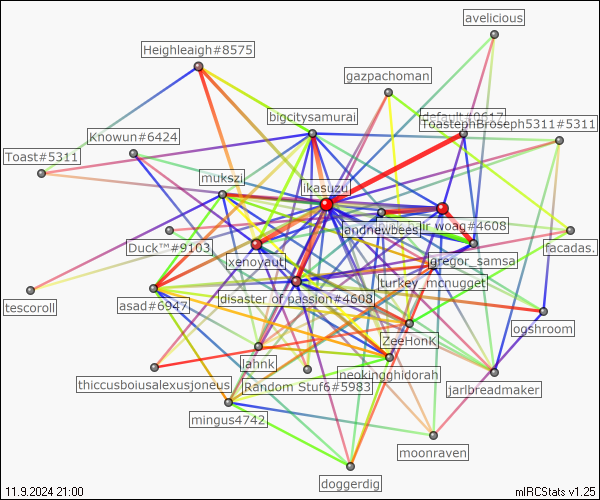 avelicious
Heighleaigh#8575
gazpachoman
bigcitysamurai
default#9617
ToastephBroseph5311#5311
Knowun#6424
Toast#5311
mukszi
ikasuzu
andnewbees
lr woag#4608
facadas.
Duck™#9103
xenoyaut
gregor_samsa
turkey_mcnugget
tescoroll
asad#6947
disaster of passion#4608
ogshroom
ZeeHonK
jahnk
neokingghidorah
thiccusboiusalexusjoneus
Random Stuf6#5983
jarlbreadmaker
mingus4742
moonraven
doggerdig
11.9.2024 21:00
mIRCStats v1.25